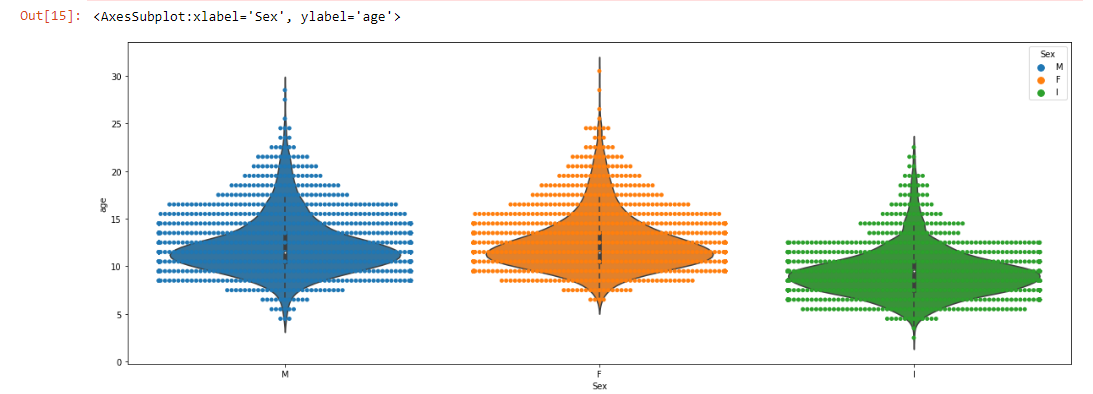 Out[15]: <AxesSubplot:xlabel='Sex', ylabel='age'>
Sex
M
F
I
30
25
20
15
10
5
0
age
M F I
Sex